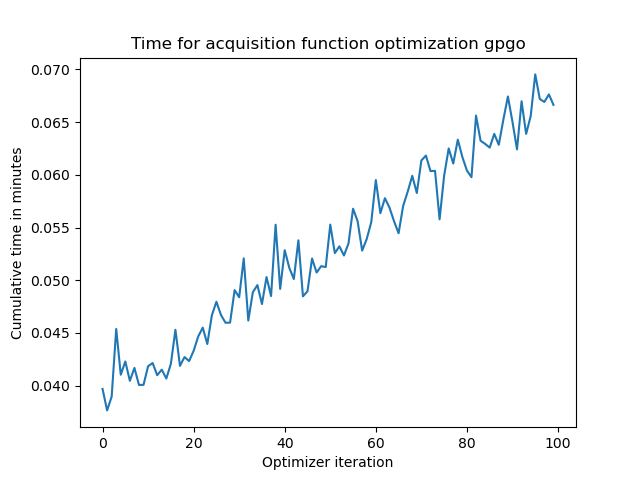 Time for acquisition function optimization gpgo
0.070
0.065
0.060
0.055
0.050
0.045
0.040
Cumulative time in minutes
0 20 40 60 80 100
Optimizer iteration